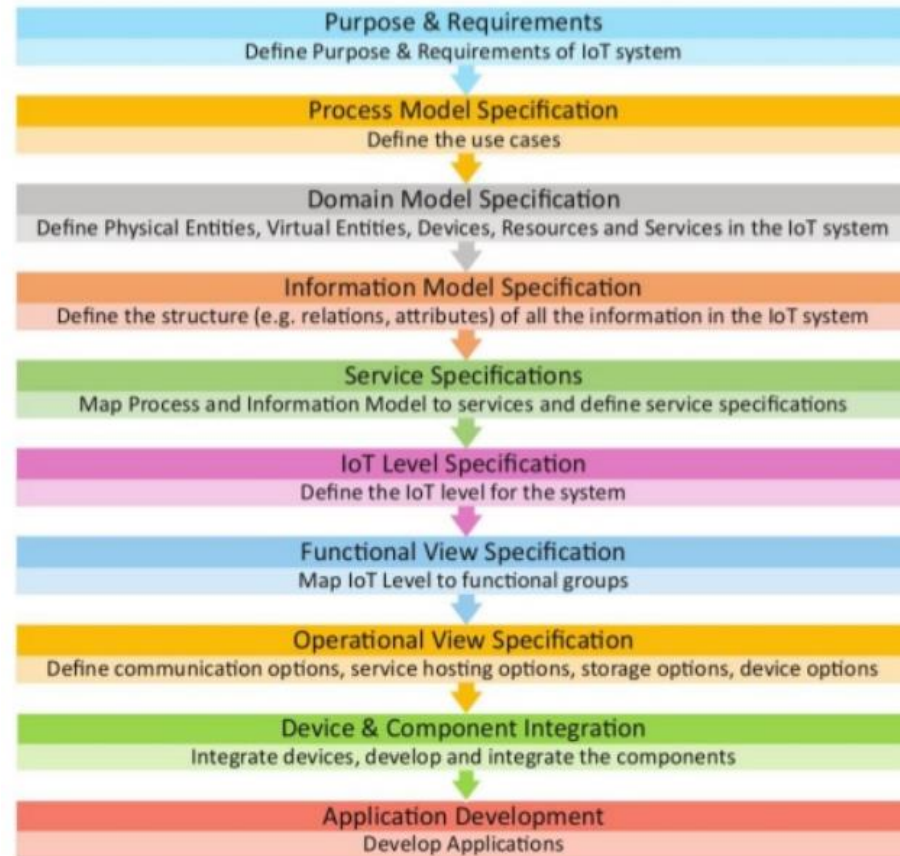 Purpose & Requirements
Define Purpose & Requirements of IoT system
Process Model Specification
Define the use cases
Domain Model Specification
Define Physical Entities, Virtual Entities, Devices, Resources and Services in the IoT system
Information Model Specification
Define the structure (e.g. relations, attributes) of all the information in the IoT system
Service Specifications
Map Process and Information Model to services and define service specifications
IoT Level Specification
Define the IoT level for the system
Functional View Specification
Map IoT Level to functional groups
Operational View Specification
Define communication options, service hosting options, storage options, device options
Device & Component Integration
Integrate devices, develop and integrate the components
Application Development
Develop Applications